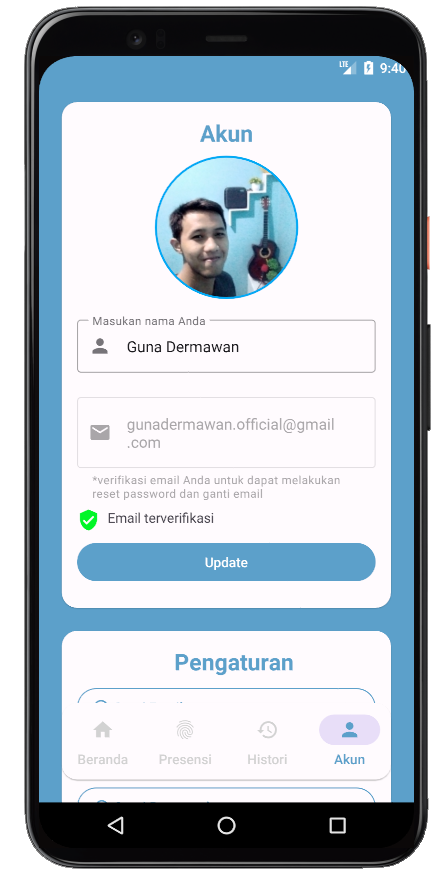 LTE 9:40
Akun
Masukan nama Anda
Guna Dermawan
gunadermawan.official@gmail
.com
*verifikasi email Anda untuk dapat melakukan
reset password dan ganti email
Email terverifikasi
Update
Pengaturan
Beranda Presensi Histori Akun